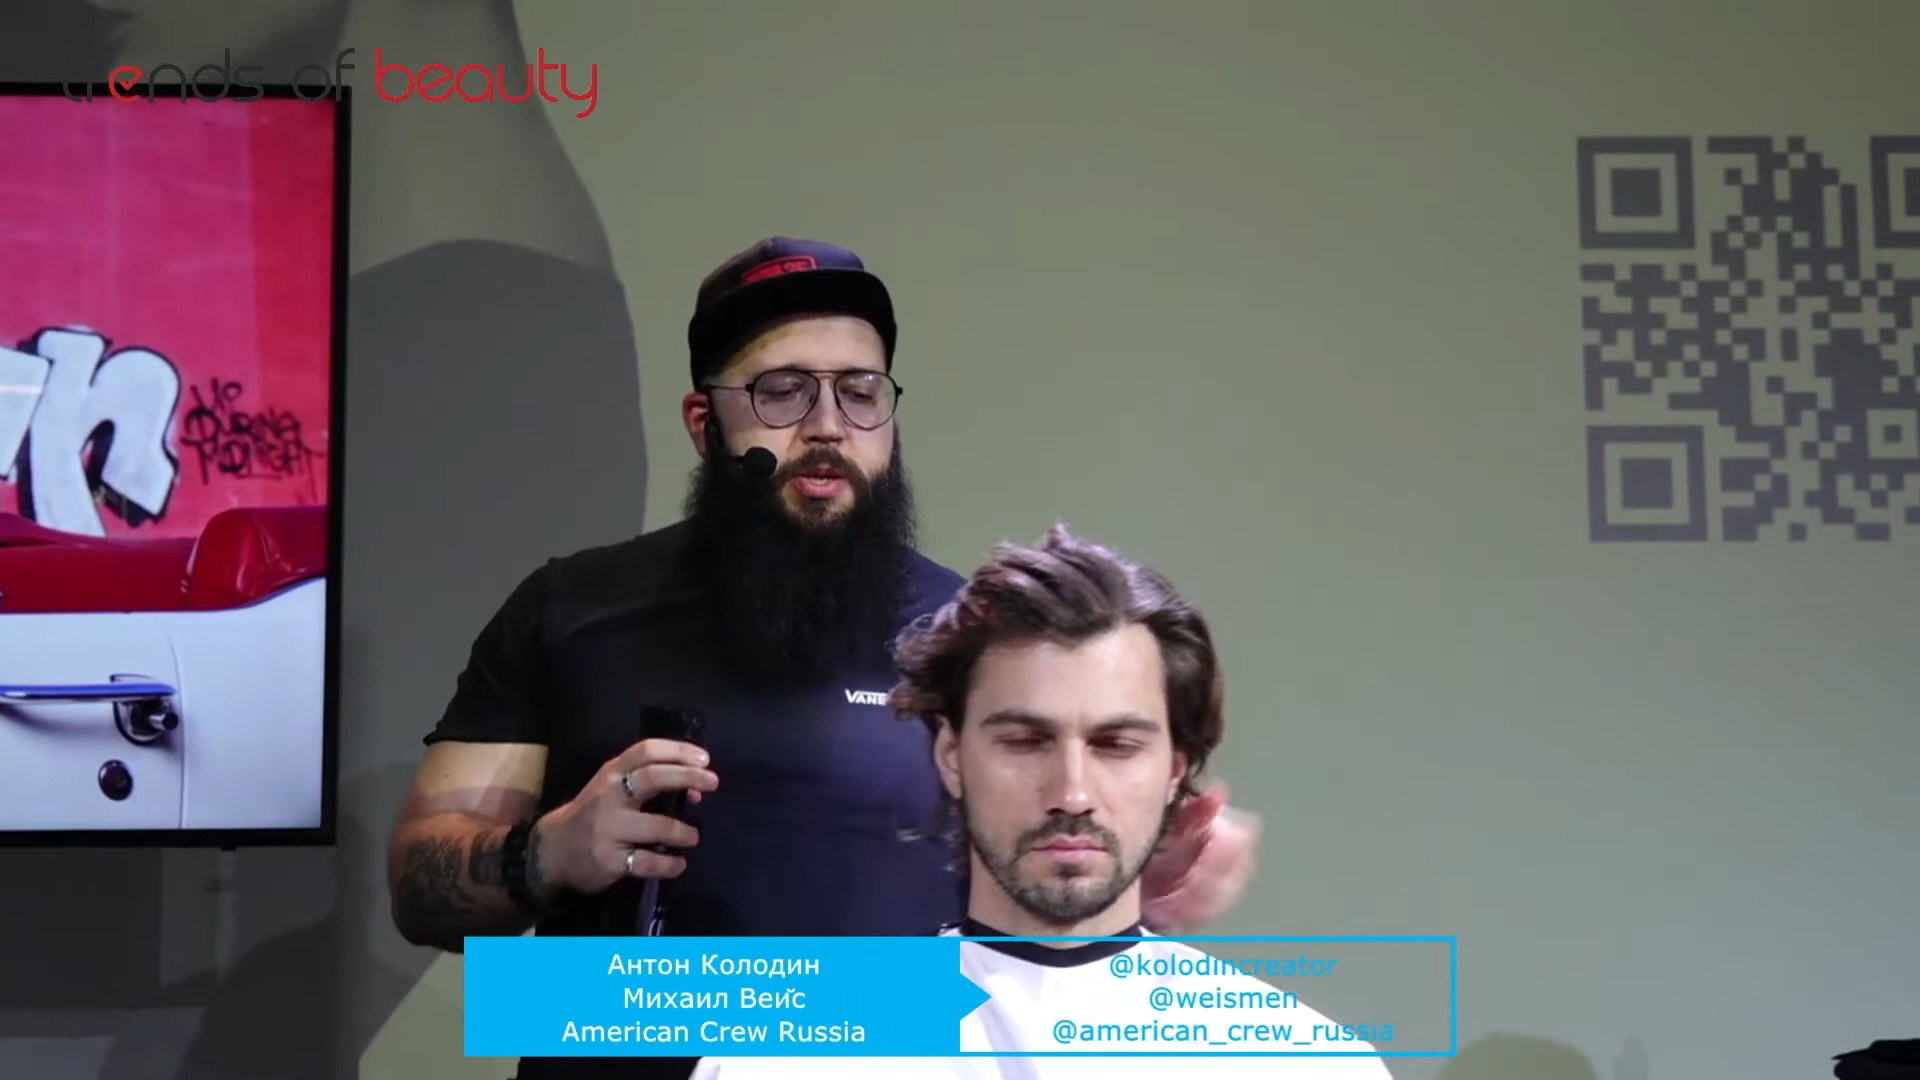 trends of beauty
VANS
Антон Колодин
Михаил Вейс
American Crew Russia
@kolodincreator
@weismen
@american_crew_russia